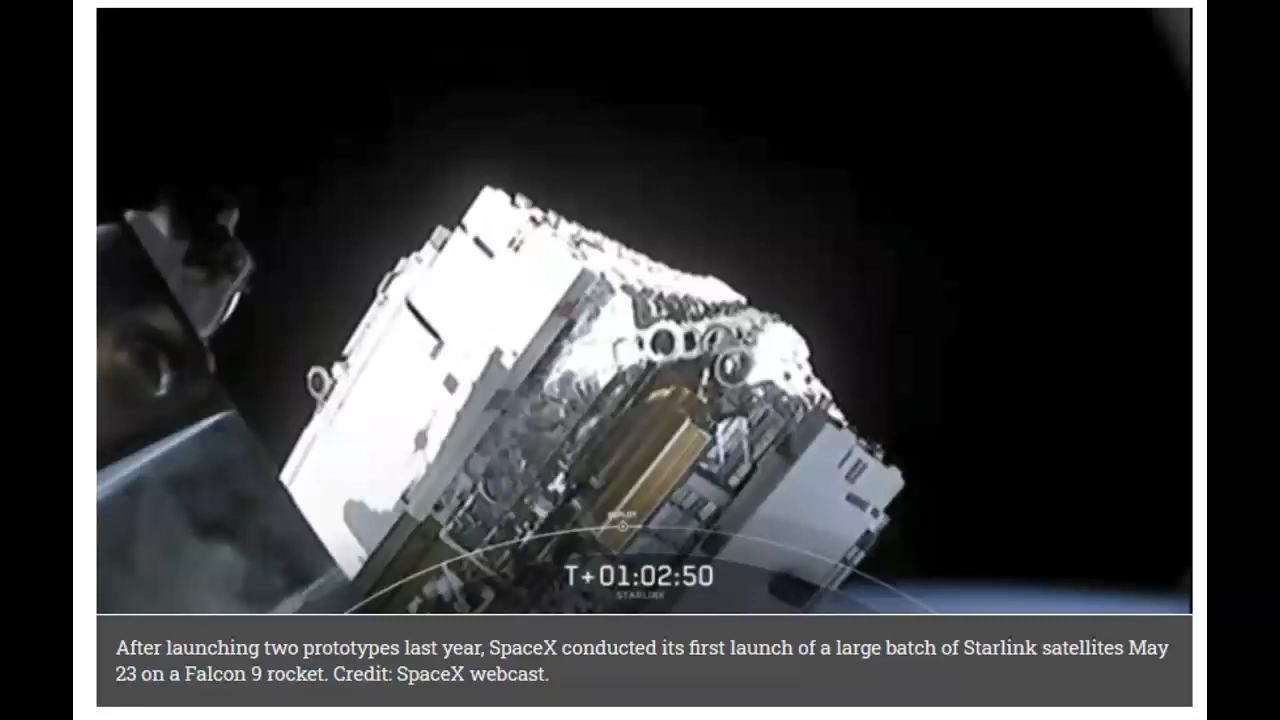 DEPLOY
T+01:02:50
STARLINK
After launching two prototypes last year, SpaceX conducted its first launch of a large batch of Starlink satellites May
23 on a Falcon 9 rocket. Credit: SpaceX webcast.